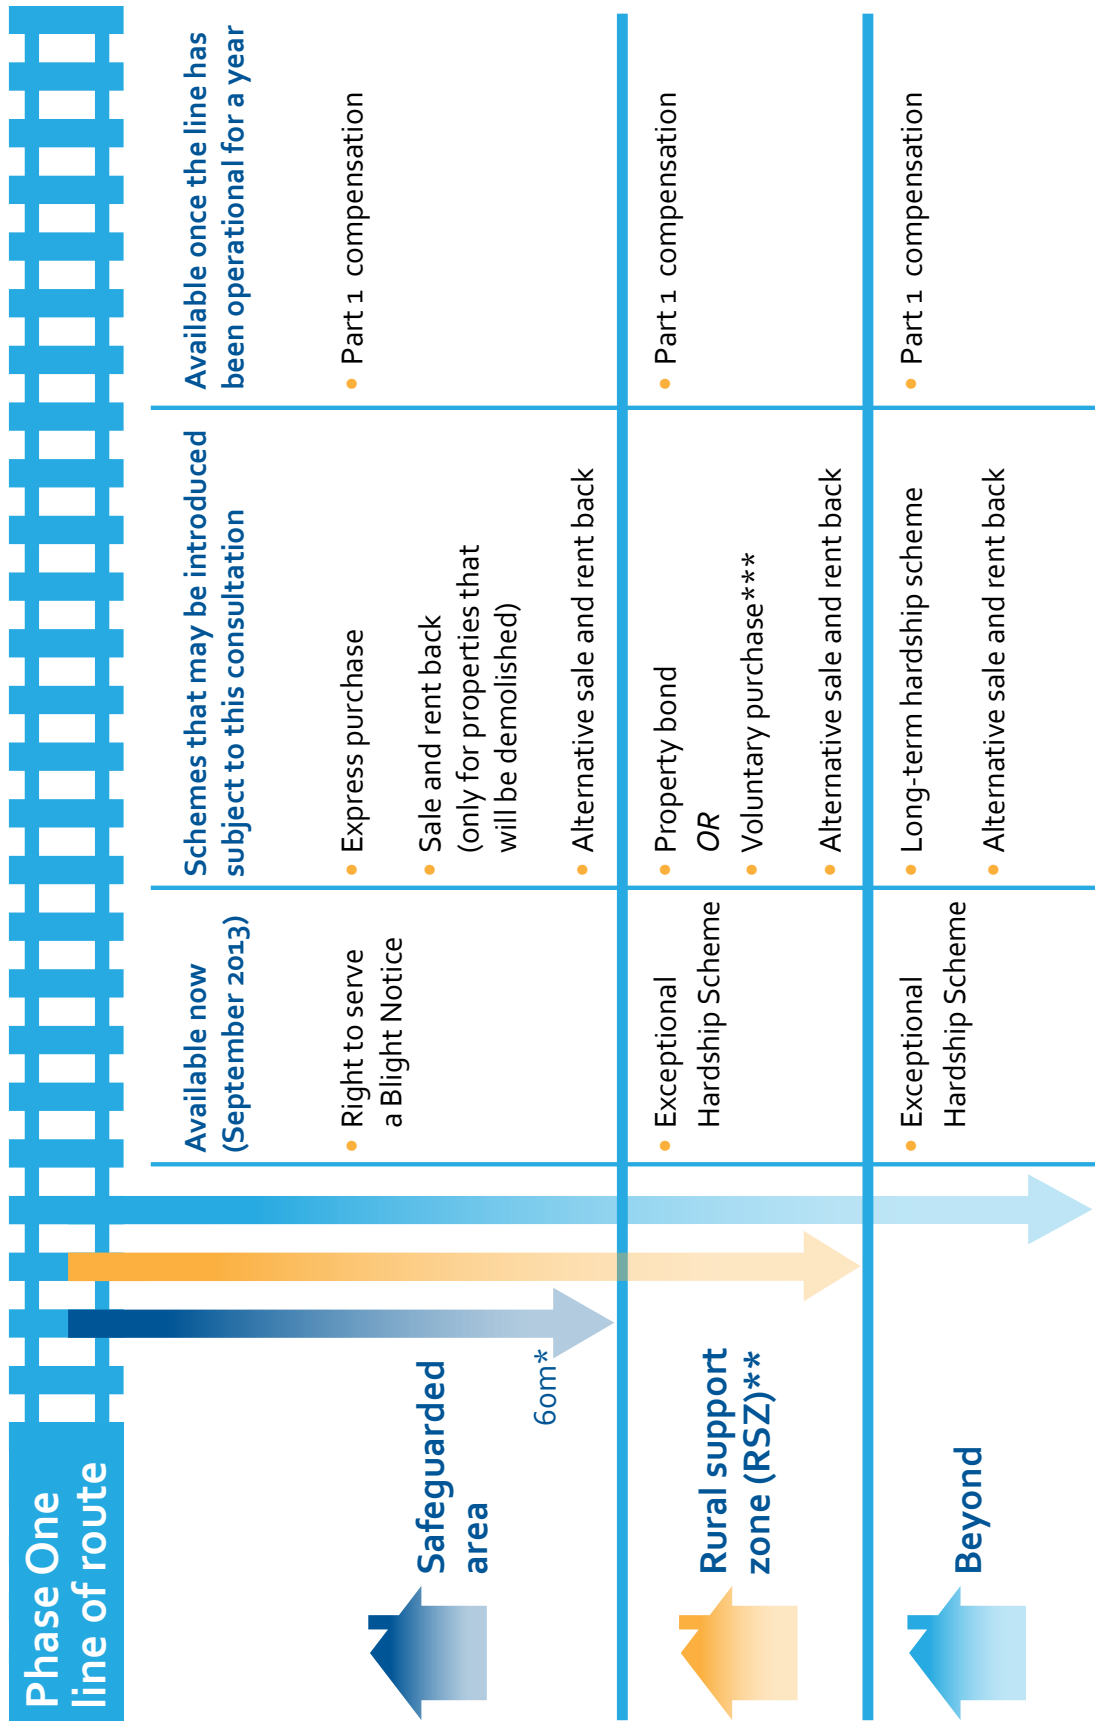 Phase One
line of route
Available now
(September 2013)
Schemes that may be introduced
subject to this consultation
Available once the line has
been operational for a year
Safeguarded
area
60m*
• Right to serve
a Blight Notice
• Express purchase
• Sale and rent back
(only for properties that
will be demolished)
• Alternative sale and rent back
• Part 1 compensation
Rural support
zone (RSZ)**
• Exceptional
Hardship Scheme
• Property bond
OR
• Voluntary purchase***
• Alternative sale and rent back
• Part 1 compensation
Beyond
• Exceptional
Hardship Scheme
• Long-term hardship scheme
• Alternative sale and rent back
• Part 1 compensation